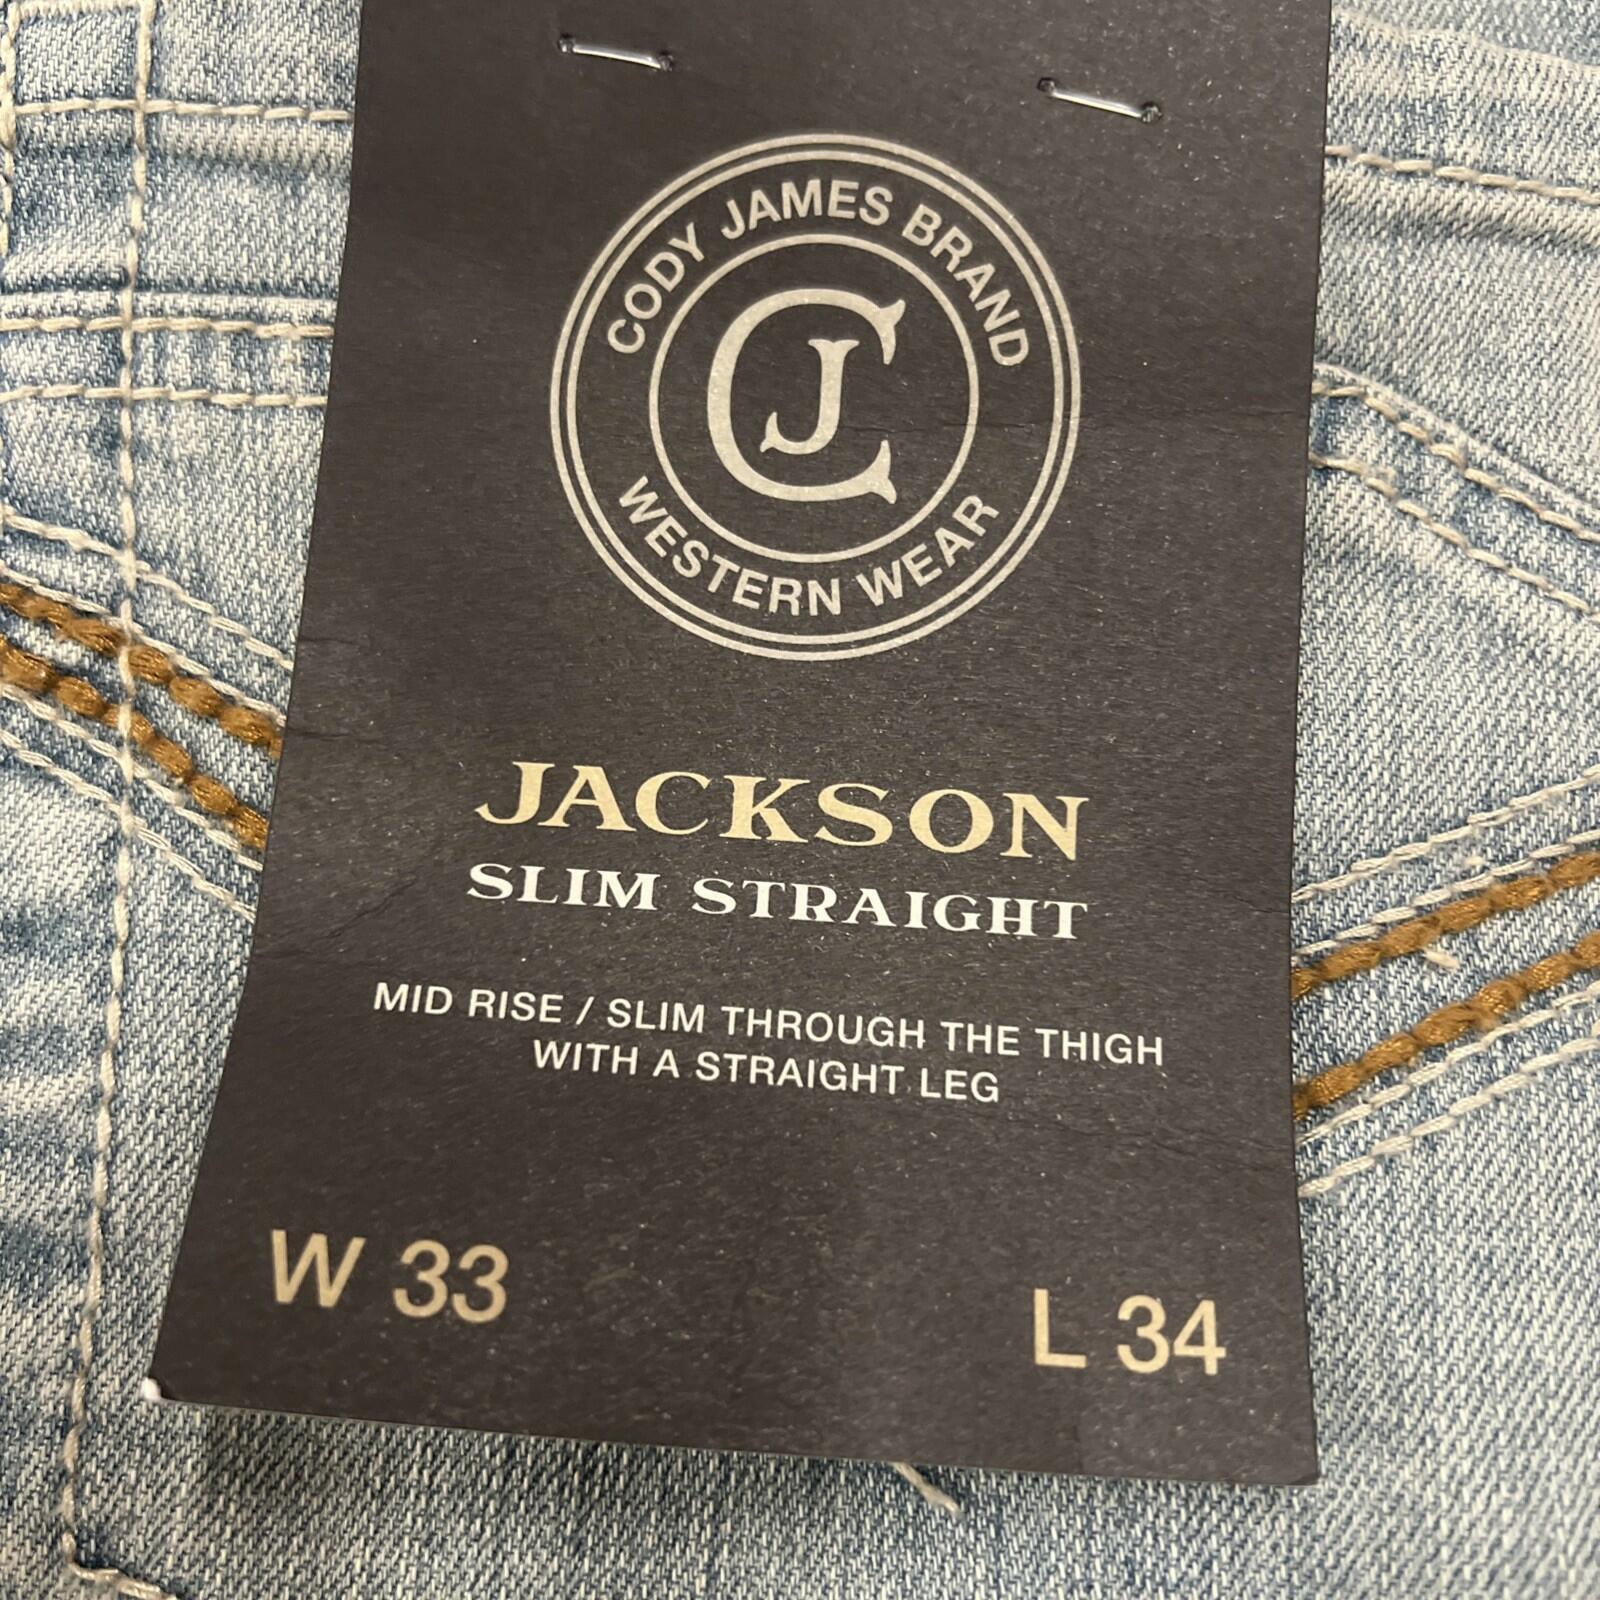 CODY JAMES BRAND
CJ
WESTERN WEAR
JACKSON
SLIM STRAIGHT
MID RISE / SLIM THROUGH THE THIGH
WITH A STRAIGHT LEG
W 33
L 34